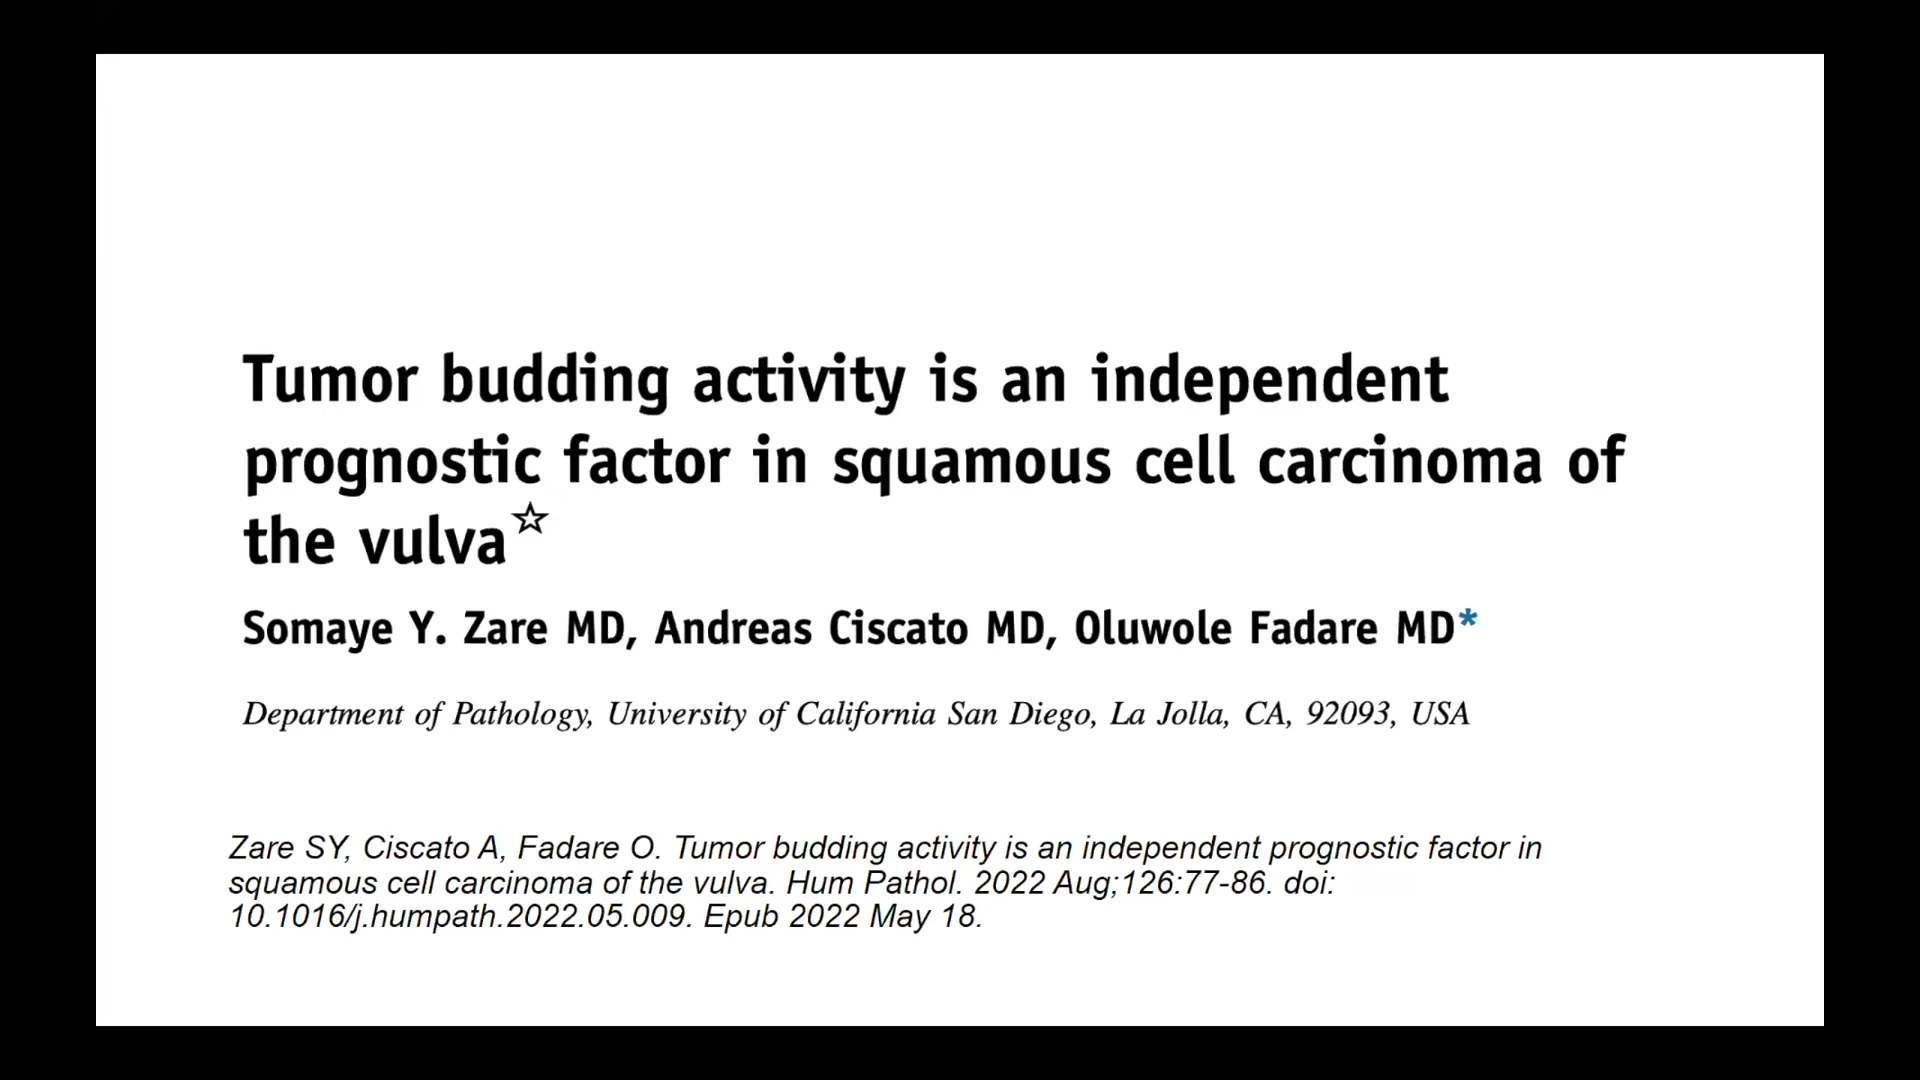 Tumor budding activity is an independent
prognostic factor in squamous cell carcinoma of
the vulva☆
Somaye Y. Zare MD, Andreas Ciscato MD, Oluwole Fadare MD*
Department of Pathology, University of California San Diego, La Jolla, CA, 92093, USA
Zare SY, Ciscato A, Fadare O. Tumor budding activity is an independent prognostic factor in
squamous cell carcinoma of the vulva. Hum Pathol. 2022 Aug;126:77-86. doi:
10.1016/j.humpath.2022.05.009. Epub 2022 May 18.